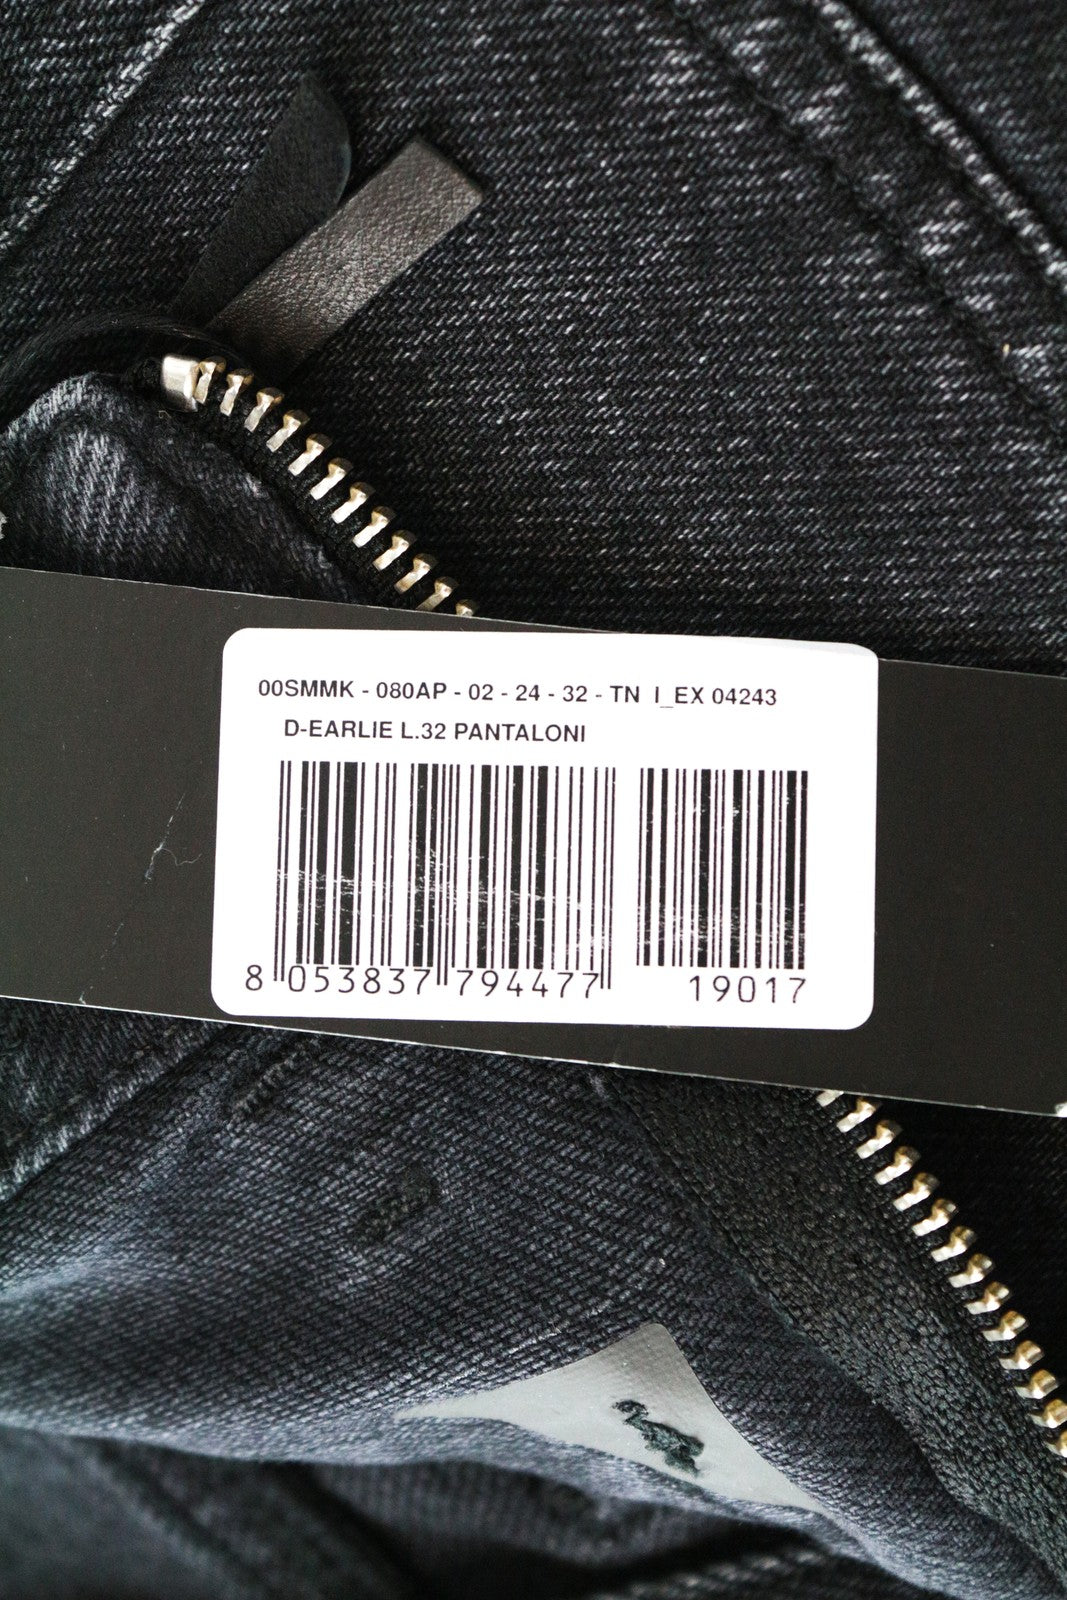 00SMMK - 080AP - 02 - 24 - 32 - TN I_EX 04243
D-EARLIE L.32 PANTALONI
8 053837 794477 19017